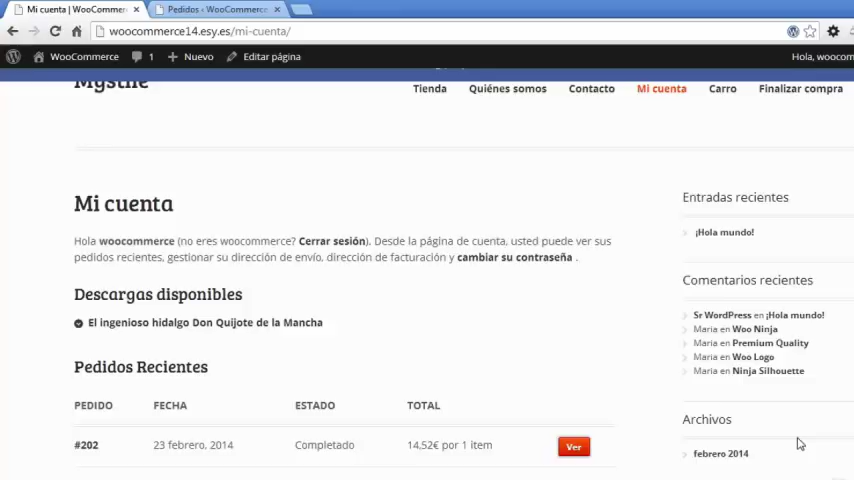 Mi cuenta | WooCommer
Pedidos ‹ WooCommerce
woocommerce14.esy.es/mi-cuenta/
WooCommerce 1 Nuevo Editar página Hola, woocom
Mystile
Tienda Quiénes somos Contacto Mi cuenta Carro Finalizar compra
Mi cuenta
Hola woocommerce (no eres woocommerce? Cerrar sesión). Desde la página de cuenta, usted puede ver sus
pedidos recientes, gestionar su dirección de envío, dirección de facturación y cambiar su contraseña .
Descargas disponibles
El ingenioso hidalgo Don Quijote de la Mancha
Pedidos Recientes
PEDIDO FECHA ESTADO TOTAL
#202 23 febrero, 2014 Completado 14,52€ por 1 item Ver
Entradas recientes
¡Hola mundo!
Comentarios recientes
Sr WordPress en ¡Hola mundo!
Maria en Woo Ninja
Maria en Premium Quality
Maria en Woo Logo
Maria en Ninja Silhouette
Archivos
febrero 2014